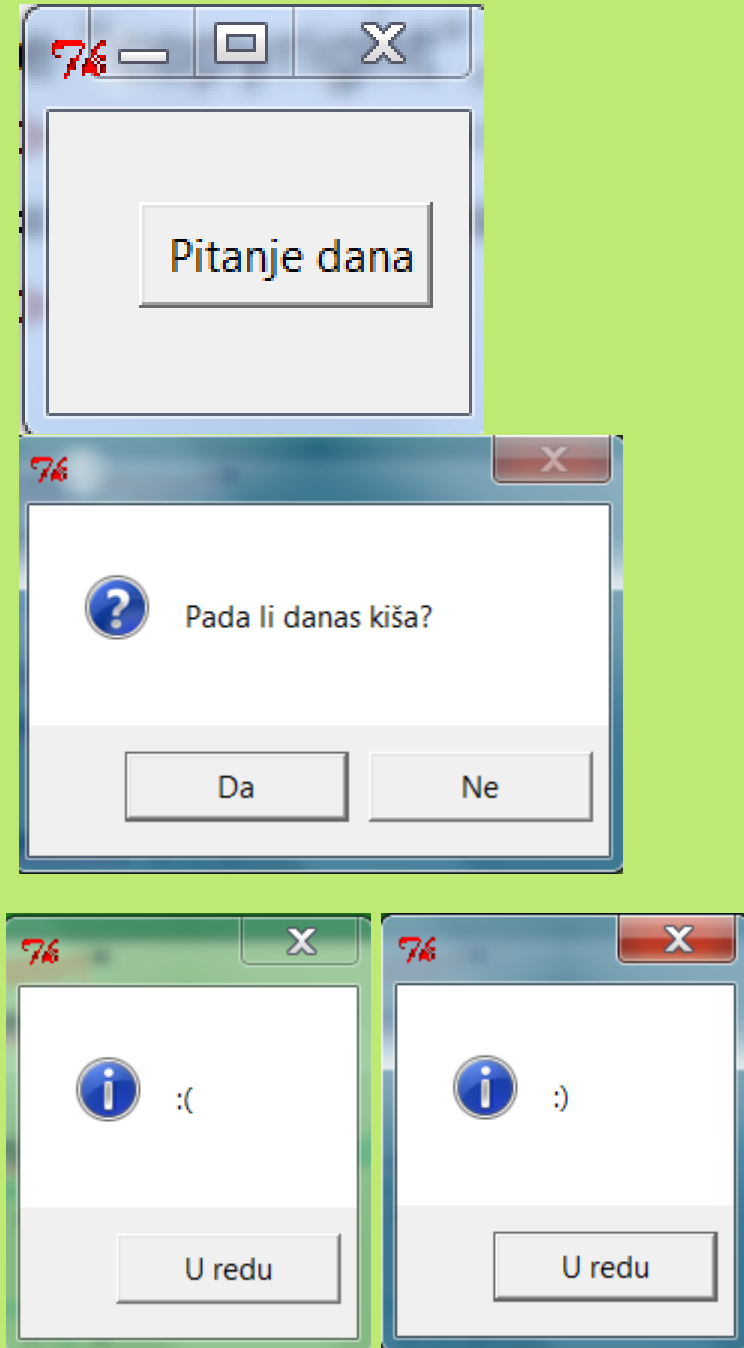 Pitanje dana
Pada li danas kiša?
Da
Ne
:(
:)
U redu
U redu